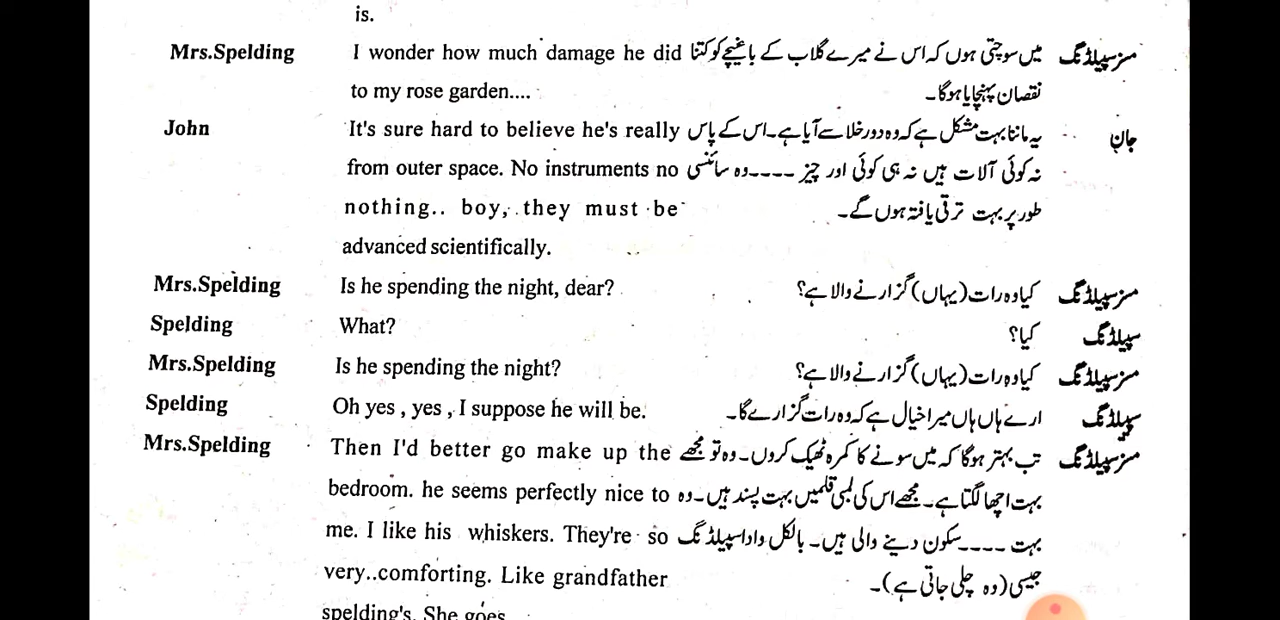 is.
Mrs.Spelding I wonder how much damage he did میں سوچتی ہوں کہ اس نے میرے گلاب کے باغیچے کو کتنا مسز سپیلڈنگ
to my rose garden.... نقصان پہنچایا ہوگا۔
John It's sure hard to believe he's really یہ ماننا بہت مشکل ہے کہ وہ دور خلا سے آیا ہے۔ اس کے پاس جان
from outer space. No instruments no نہ کوئی آلات ہیں نہ ہی کوئی اور چیز ۔۔۔۔ وہ سائنسی
nothing.. boy, they must be طور پر بہت ترقی یافتہ ہوں گے۔
advanced scientifically.
Mrs.Spelding Is he spending the night, dear? کیا وہ رات (یہاں) گزارنے والا ہے؟ مسز سپیلڈنگ
Spelding What? کیا؟ سپیلڈنگ
Mrs.Spelding Is he spending the night? کیا وہ رات (یہاں) گزارنے والا ہے؟ مسز سپیلڈنگ
Spelding Oh yes , yes , I suppose he will be. ارے ہاں ہاں میرا خیال ہے کہ وہ رات گزارے گا۔ سپیلڈنگ
Mrs.Spelding Then I'd better go make up the تب بہتر ہوگا کہ میں سونے کا کمرہ ٹھیک کروں۔ وہ تو مجھے مسز سپیلڈنگ
bedroom. he seems perfectly nice to بہت اچھا لگتا ہے۔ مجھے اس کی لمبی قلمیں بہت پسند ہیں۔ وہ
me. I like his whiskers. They're so بہت ۔۔۔۔ سکون دینے والی ہیں۔ بالکل دادا سپیلڈنگ
very..comforting. Like grandfather جیسی (وہ چلی جاتی ہے)۔
spelding's. She goes